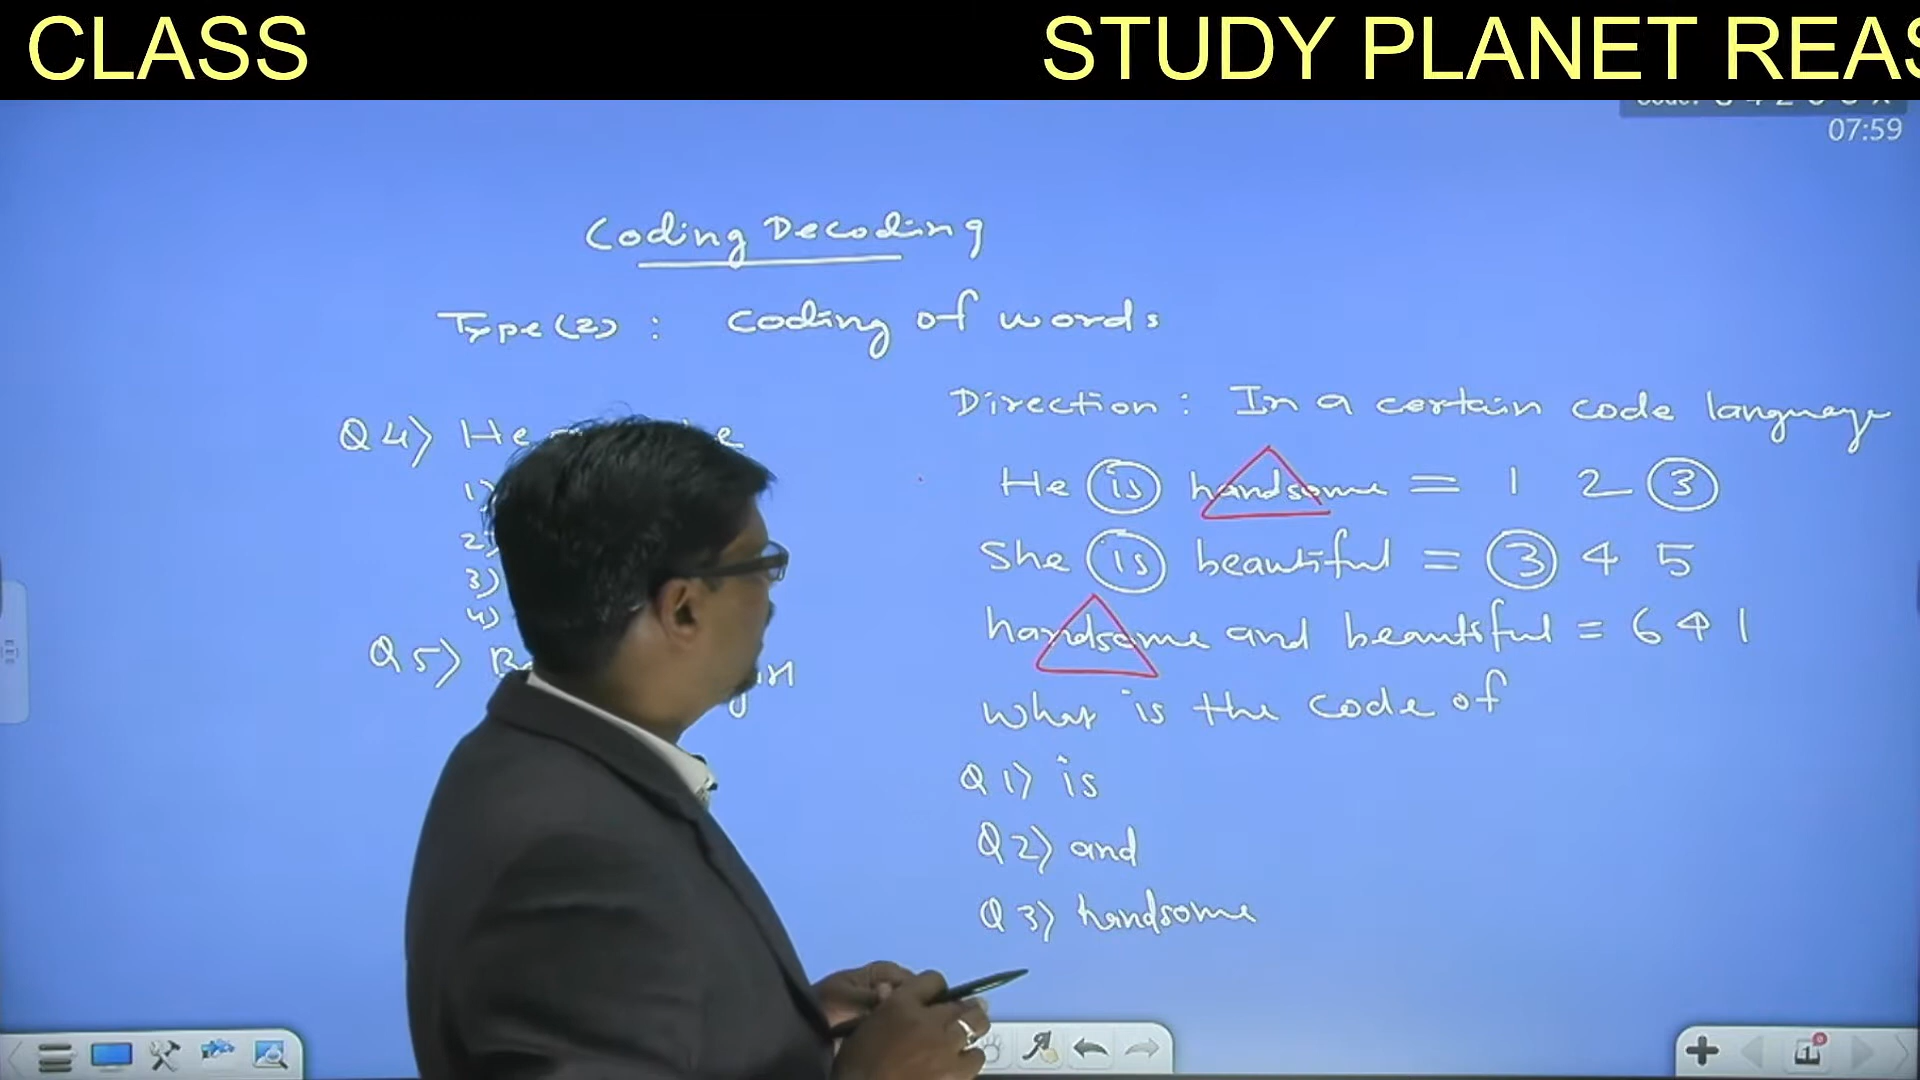 CLASS STUDY PLANET REAS
07:59
Coding Decoding
Type (2) : Coding of words
Direction : In a certain code language
He is handsome = 1 2 3
She is beautiful = 3 4 5
handsome and beautiful = 6 4 1
what is the code of
Q1) is
Q2) and
Q3) handsome
Q4) He
1)
2)
3)
4)
Q5)